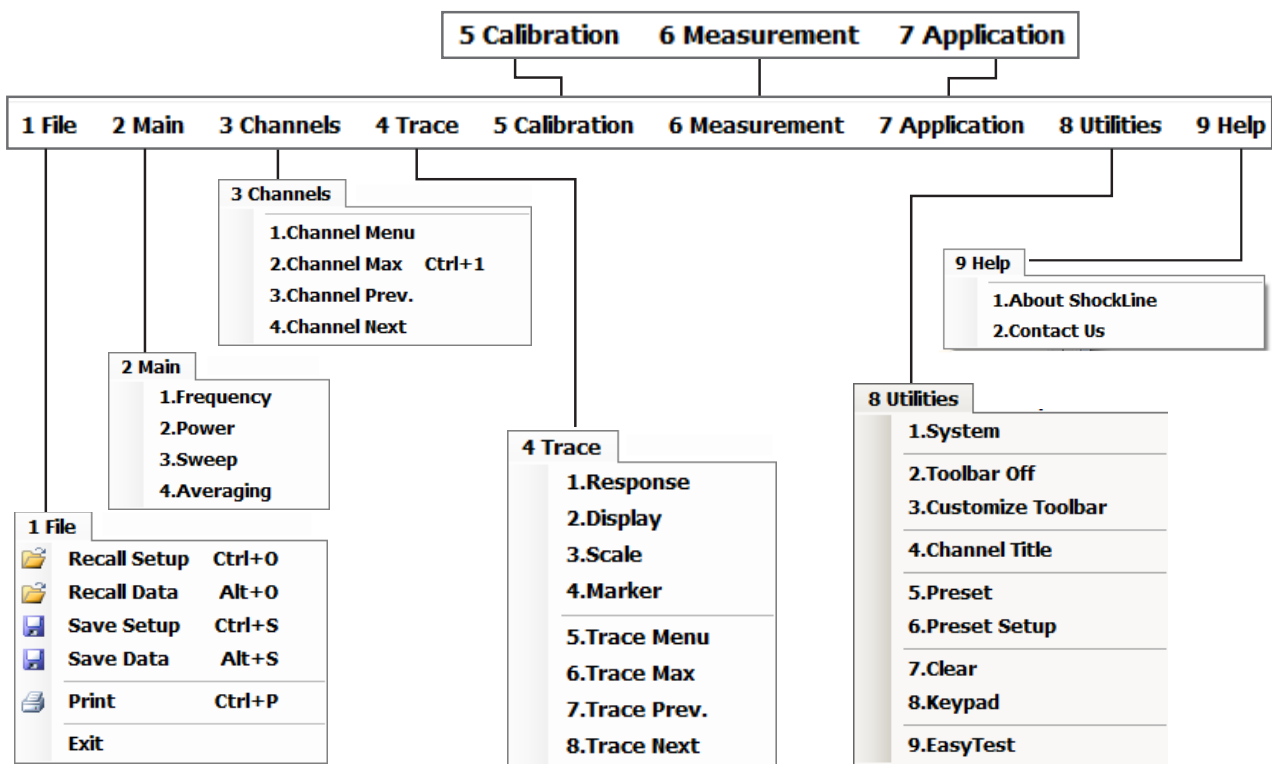 5 Calibration 6 Measurement 7 Application
1 File 2 Main 3 Channels 4 Trace 5 Calibration 6 Measurement 7 Application 8 Utilities 9 Help
3 Channels
1.Channel Menu
2.Channel Max Ctrl+1
3.Channel Prev.
4.Channel Next
9 Help
1.About ShockLine
2.Contact Us
2 Main
1.Frequency
2.Power
3.Sweep
4.Averaging
8 Utilities
1.System
2.Toolbar Off
3.Customize Toolbar
4.Channel Title
5.Preset
6.Preset Setup
7.Clear
8.Keypad
9.EasyTest
4 Trace
1.Response
2.Display
3.Scale
4.Marker
5.Trace Menu
6.Trace Max
7.Trace Prev.
8.Trace Next
1 File
Recall Setup Ctrl+O
Recall Data Alt+O
Save Setup Ctrl+S
Save Data Alt+S
Print Ctrl+P
Exit